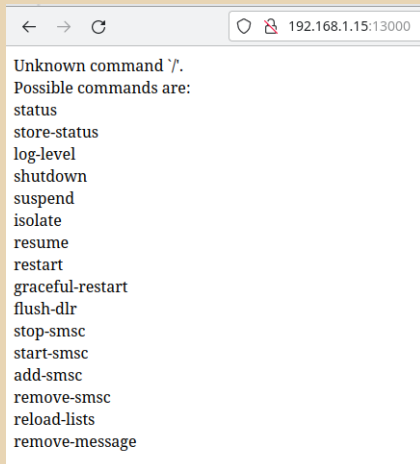 192.168.1.15:13000
Unknown command `/'.
Possible commands are:
status
store-status
log-level
shutdown
suspend
isolate
resume
restart
graceful-restart
flush-dlr
stop-smsc
start-smsc
add-smsc
remove-smsc
reload-lists
remove-message